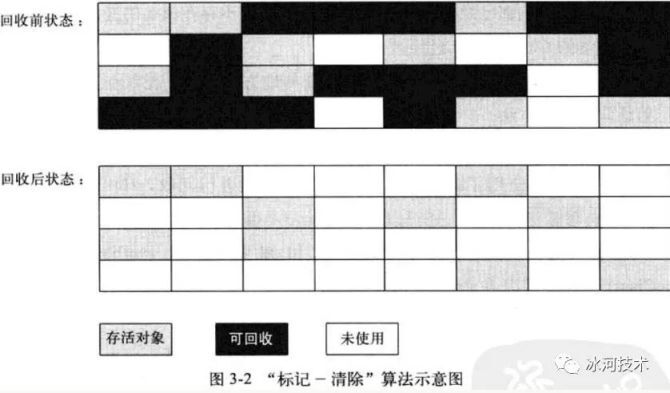 回收前状态：
回收后状态：
存活对象
可回收
未使用
图 3-2 “标记 – 清除”算法示意图
冰河技术